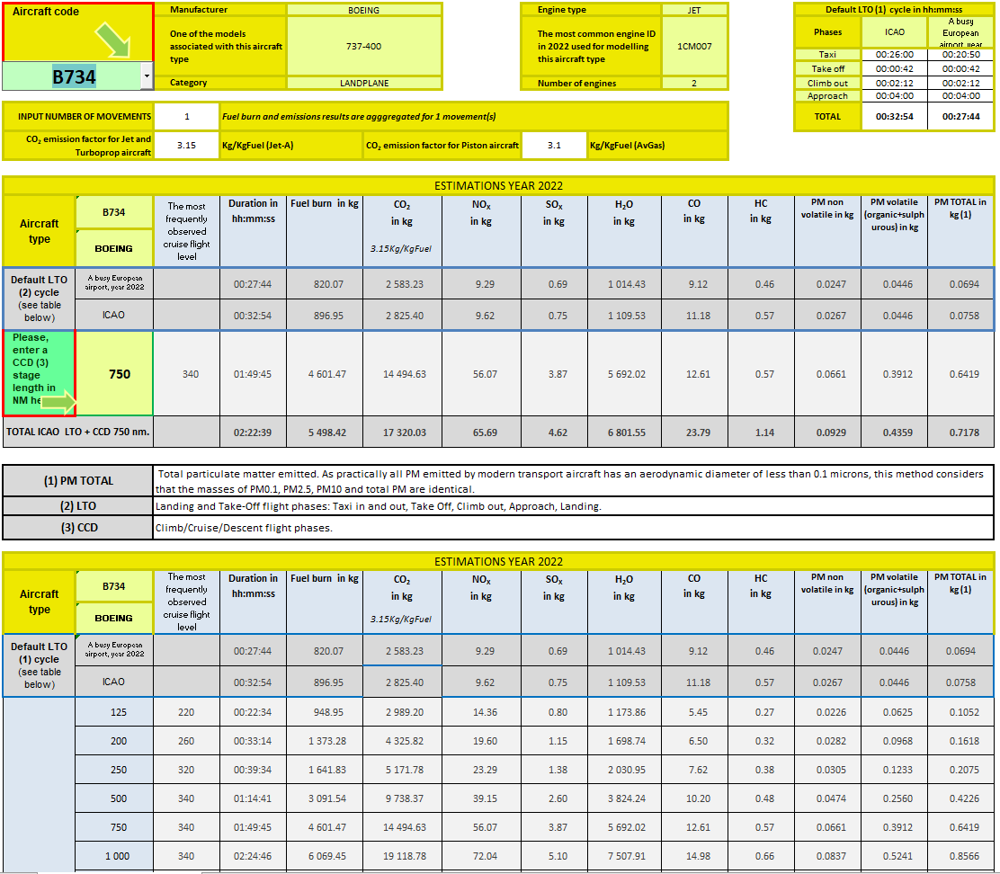 Aircraft code
B734
Manufacturer BOEING
One of the models associated with this aircraft type 737-400
Category LANDPLANE
Engine type JET
The most common engine ID in 2022 used for modelling this aircraft type 1CM007
Number of engines 2
Default LTO (1) cycle in hh:mm:ss
Phases ICAO A busy European airport, year
Taxi 00:26:00 00:20:50
Take off 00:00:42 00:00:42
Climb out 00:02:12 00:02:12
Approach 00:04:00 00:04:00
TOTAL 00:32:54 00:27:44
INPUT NUMBER OF MOVEMENTS 1 Fuel burn and emissions results are agggregated for 1 movement(s)
CO₂ emission factor for Jet and Turboprop aircraft 3.15 Kg/KgFuel (Jet-A) CO₂ emission factor for Piston aircraft 3.1 Kg/KgFuel (AvGas)
ESTIMATIONS YEAR 2022
Aircraft type B734 BOEING The most frequently observed cruise flight level Duration in hh:mm:ss Fuel burn in kg CO₂ in kg 3.15Kg/KgFuel NOₓ in kg SOₓ in kg H₂O in kg CO in kg HC in kg PM non volatile in kg PM volatile (organic+sulphurous) in kg PM TOTAL in kg (1)
Default LTO (2) cycle (see table below)
A busy European airport, year 2022 00:27:44 820.07 2 583.23 9.29 0.69 1 014.43 9.12 0.46 0.0247 0.0446 0.0694
ICAO 00:32:54 896.95 2 825.40 9.62 0.75 1 109.53 11.18 0.57 0.0267 0.0446 0.0758
Please, enter a CCD (3) stage length in NM he 750 340 01:49:45 4 601.47 14 494.63 56.07 3.87 5 692.02 12.61 0.57 0.0661 0.3912 0.6419
TOTAL ICAO LTO + CCD 750 nm. 02:22:39 5 498.42 17 320.03 65.69 4.62 6 801.55 23.79 1.14 0.0929 0.4359 0.7178
(1) PM TOTAL Total particulate matter emitted. As practically all PM emitted by modern transport aircraft has an aerodynamic diameter of less than 0.1 microns, this method considers
that the masses of PM0.1, PM2.5, PM10 and total PM are identical.
(2) LTO Landing and Take-Off flight phases: Taxi in and out, Take Off, Climb out, Approach, Landing.
(3) CCD Climb/Cruise/Descent flight phases.
ESTIMATIONS YEAR 2022
Aircraft type B734 BOEING The most frequently observed cruise flight level Duration in hh:mm:ss Fuel burn in kg CO₂ in kg 3.15Kg/KgFuel NOₓ in kg SOₓ in kg H₂O in kg CO in kg HC in kg PM non volatile in kg PM volatile (organic+sulphurous) in kg PM TOTAL in kg (1)
Default LTO (1) cycle (see table below)
A busy European airport, year 2022 00:27:44 820.07 2 583.23 9.29 0.69 1 014.43 9.12 0.46 0.0247 0.0446 0.0694
ICAO 00:32:54 896.95 2 825.40 9.62 0.75 1 109.53 11.18 0.57 0.0267 0.0446 0.0758
125 220 00:22:34 948.95 2 989.20 14.36 0.80 1 173.86 5.45 0.27 0.0226 0.0625 0.1052
200 260 00:33:14 1 373.28 4 325.82 19.60 1.15 1 698.74 6.50 0.32 0.0282 0.0968 0.1618
250 320 00:39:34 1 641.83 5 171.78 23.29 1.38 2 030.95 7.62 0.38 0.0305 0.1233 0.2075
500 340 01:14:41 3 091.54 9 738.37 39.15 2.60 3 824.24 10.20 0.48 0.0474 0.2560 0.4226
750 340 01:49:45 4 601.47 14 494.63 56.07 3.87 5 692.02 12.61 0.57 0.0661 0.3912 0.6419
1 000 340 02:24:46 6 069.45 19 118.78 72.04 5.10 7 507.91 14.98 0.66 0.0837 0.5241 0.8566